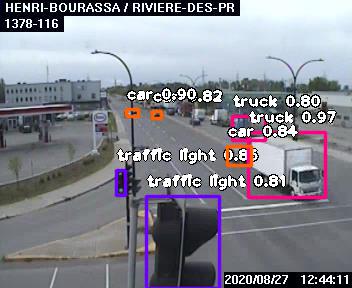 HENRI-BOURASSA / RIVIERE-DES-PR
1378-116
car 0.90
0.82
truck 0.80
truck 0.97
car 0.84
traffic light 0.86
traffic light 0.81
2020/08/27 12:44:11